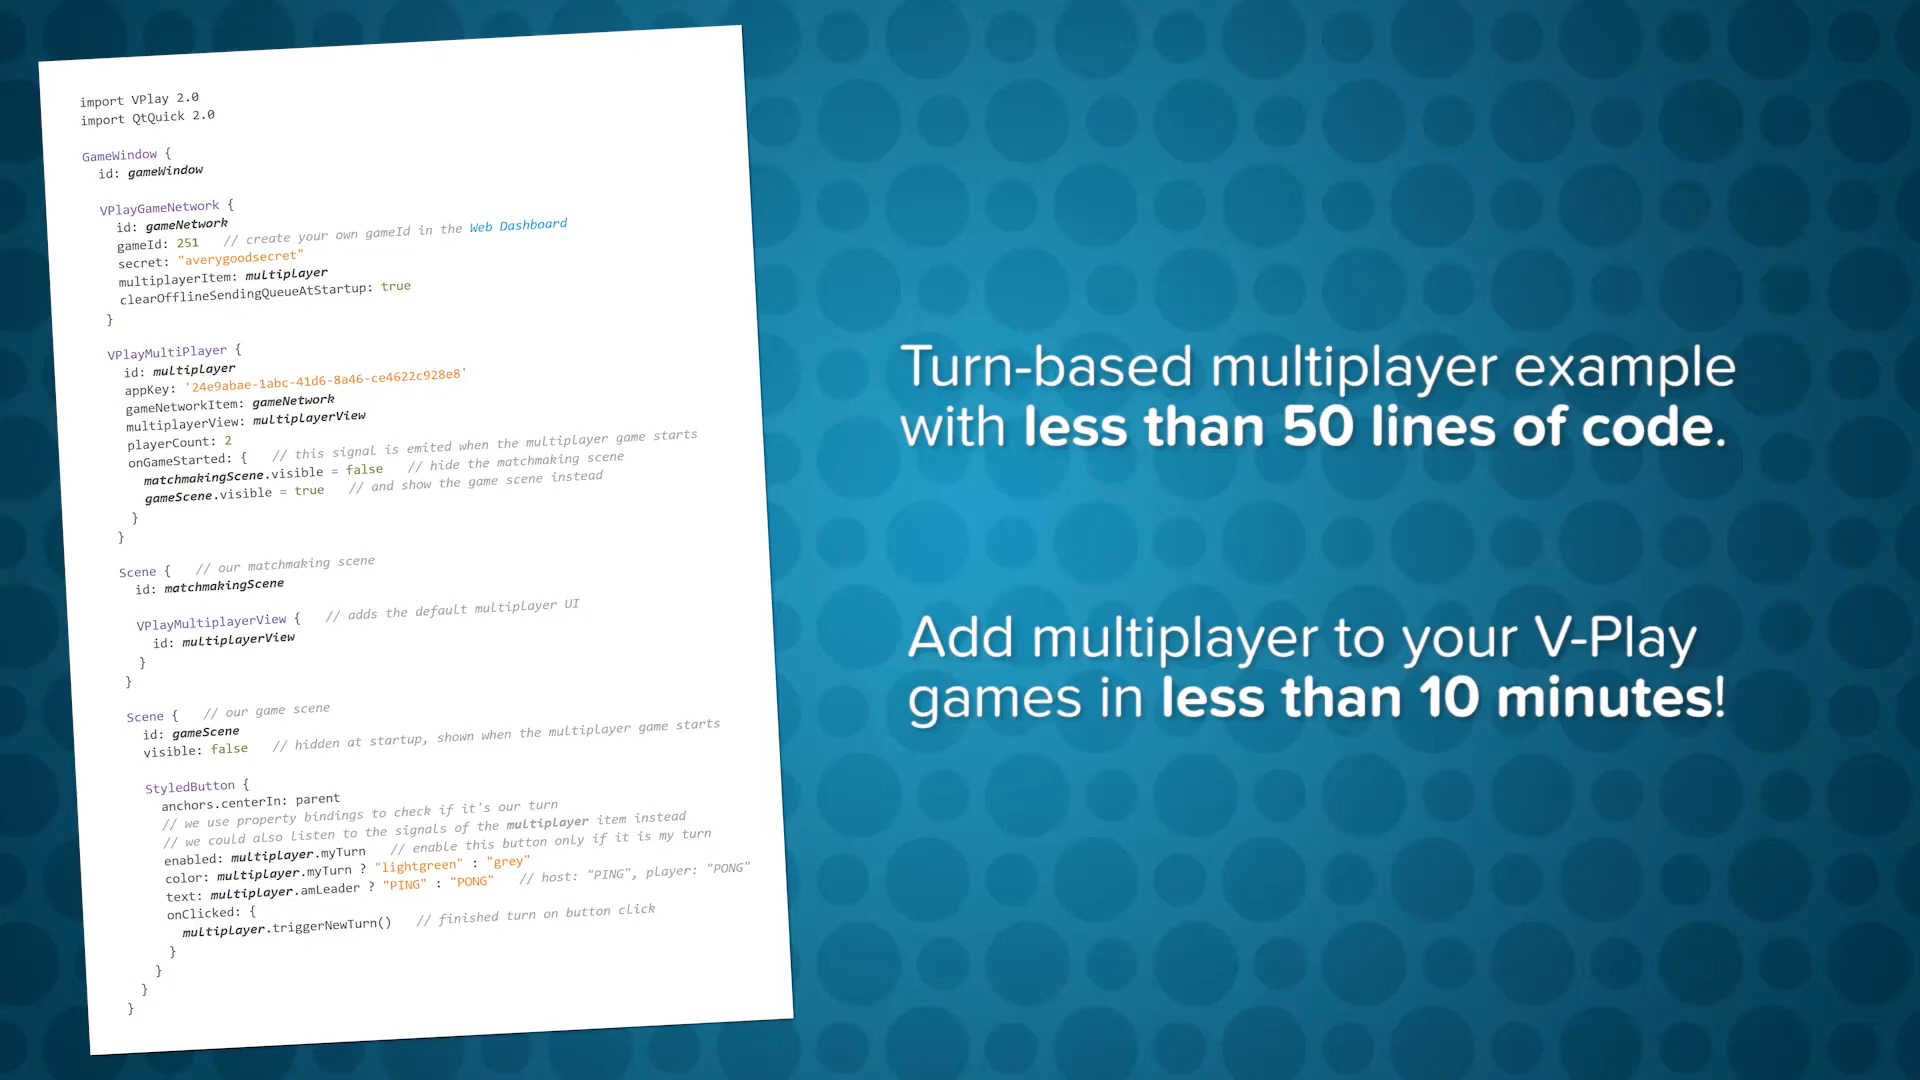 import VPlay 2.0
import QtQuick 2.0
GameWindow {
id: gameWindow
VPlayGameNetwork {
id: gameNetwork
gameId: 251 // create your own gameId in the Web Dashboard
secret: "averygoodsecret"
multiplayerItem: multiplayer
clearOfflineSendingQueueAtStartup: true
}
VPlayMultiPlayer {
id: multiplayer
appKey: '24e9abae-1abc-41d6-8a46-ce4622c928e8'
gameNetworkItem: gameNetwork
multiplayerView: multiplayerView
playerCount: 2
onGameStarted: { // this signal is emited when the multiplayer game starts
matchmakingScene.visible = false // hide the matchmaking scene
gameScene.visible = true // and show the game scene instead
}
}
Scene { // our matchmaking scene
id: matchmakingScene
VPlayMultiplayerView { // adds the default multiplayer UI
id: multiplayerView
}
}
Scene { // our game scene
id: gameScene
visible: false // hidden at startup, shown when the multiplayer game starts
StyledButton {
anchors.centerIn: parent
// we use property bindings to check if it's our turn
// we could also listen to the signals of the multiplayer item instead
enabled: multiplayer.myTurn // enable this button only if it is my turn
color: multiplayer.myTurn ? "lightgreen" : "grey"
text: multiplayer.amLeader ? "PING" : "PONG" // host: "PING", player: "PONG"
onClicked: {
multiplayer.triggerNewTurn() // finished turn on button click
}
}
}
}
Turn-based multiplayer example
with less than 50 lines of code.
Add multiplayer to your V-Play
games in less than 10 minutes!